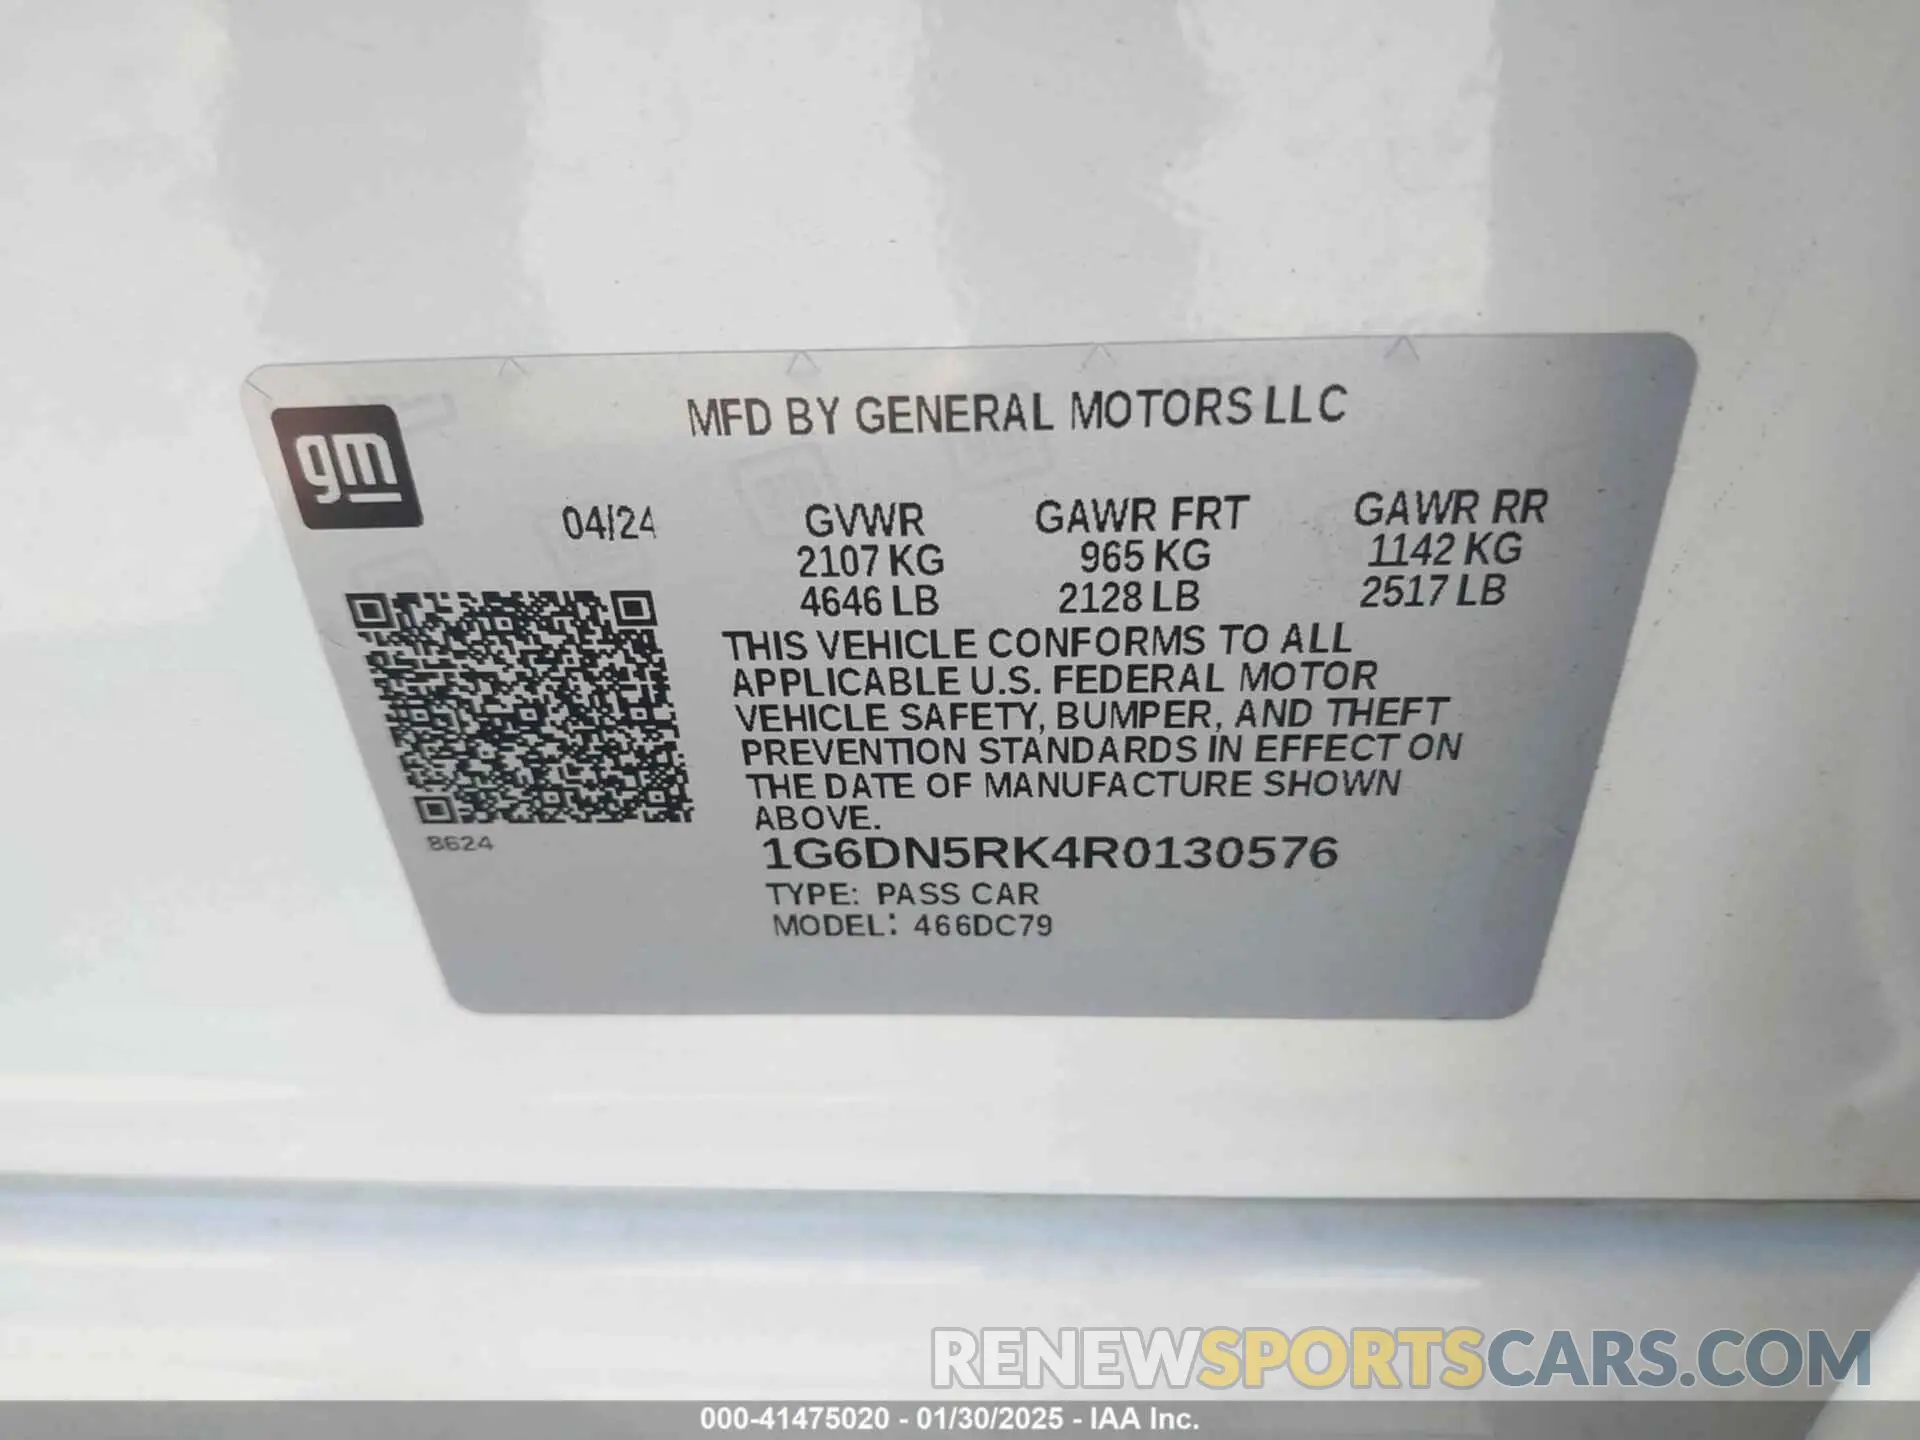 MFD BY GENERAL MOTORS LLC
gm
04/24
GVWR GAWR FRT GAWR RR
2107 KG 965 KG 1142 KG
4646 LB 2128 LB 2517 LB
THIS VEHICLE CONFORMS TO ALL
APPLICABLE U.S. FEDERAL MOTOR
VEHICLE SAFETY, BUMPER, AND THEFT
PREVENTION STANDARDS IN EFFECT ON
THE DATE OF MANUFACTURE SHOWN
ABOVE.
8624
1G6DN5RK4R0130576
TYPE: PASS CAR
MODEL: 466DC79
RENEWSPORTSCARS.COM
000-41475020 - 01/30/2025 - IAA Inc.